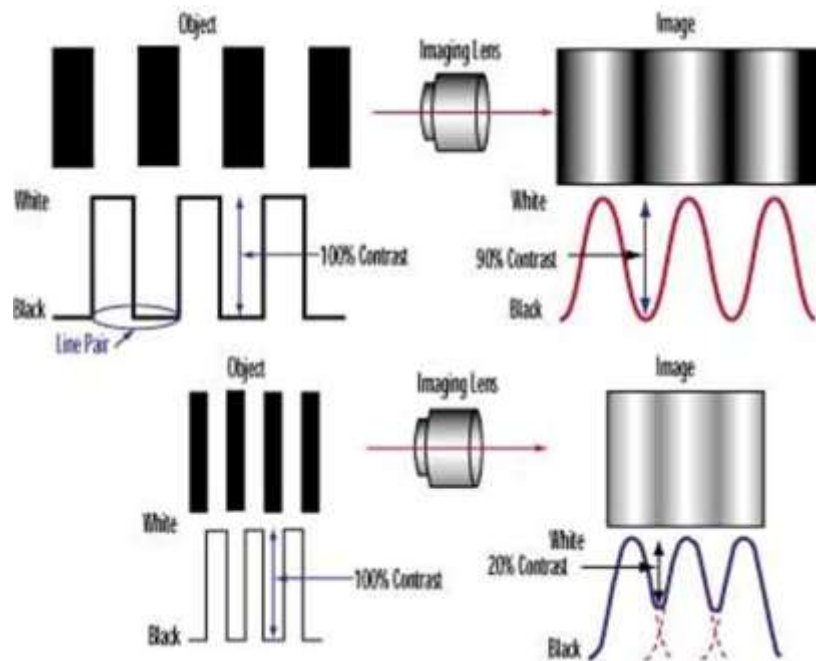 Object
Imaging Lens
Image
White
100% Contrast
Black
Line Pair
White
90% Contrast
Black
Object
Imaging Lens
Image
White
100% Contrast
Black
White
20% Contrast
Black